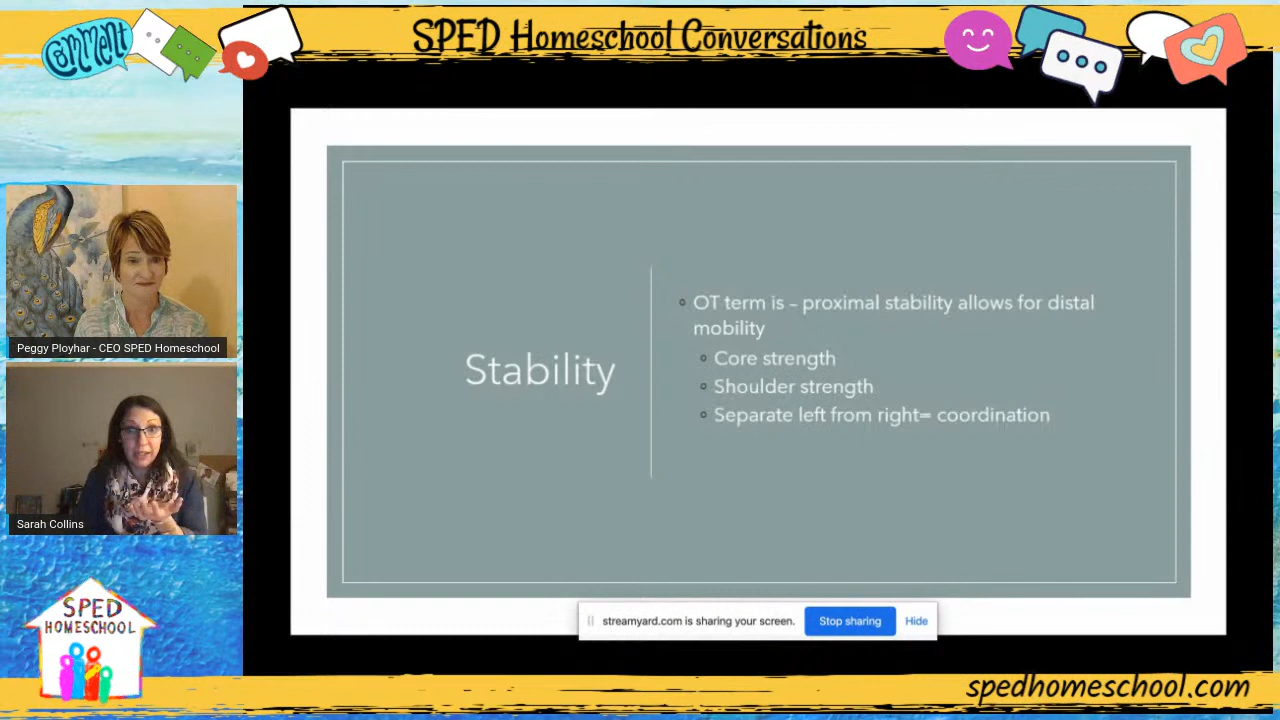 Comment
SPED Homeschool Conversations
Peggy Ployhar - CEO SPED Homeschool
Sarah Collins
SPED
HOMESCHOOL
Stability
OT term is – proximal stability allows for distal
mobility
Core strength
Shoulder strength
Separate left from right= coordination
streamyard.com is sharing your screen.
Stop sharing
Hide
spedhomeschool.com